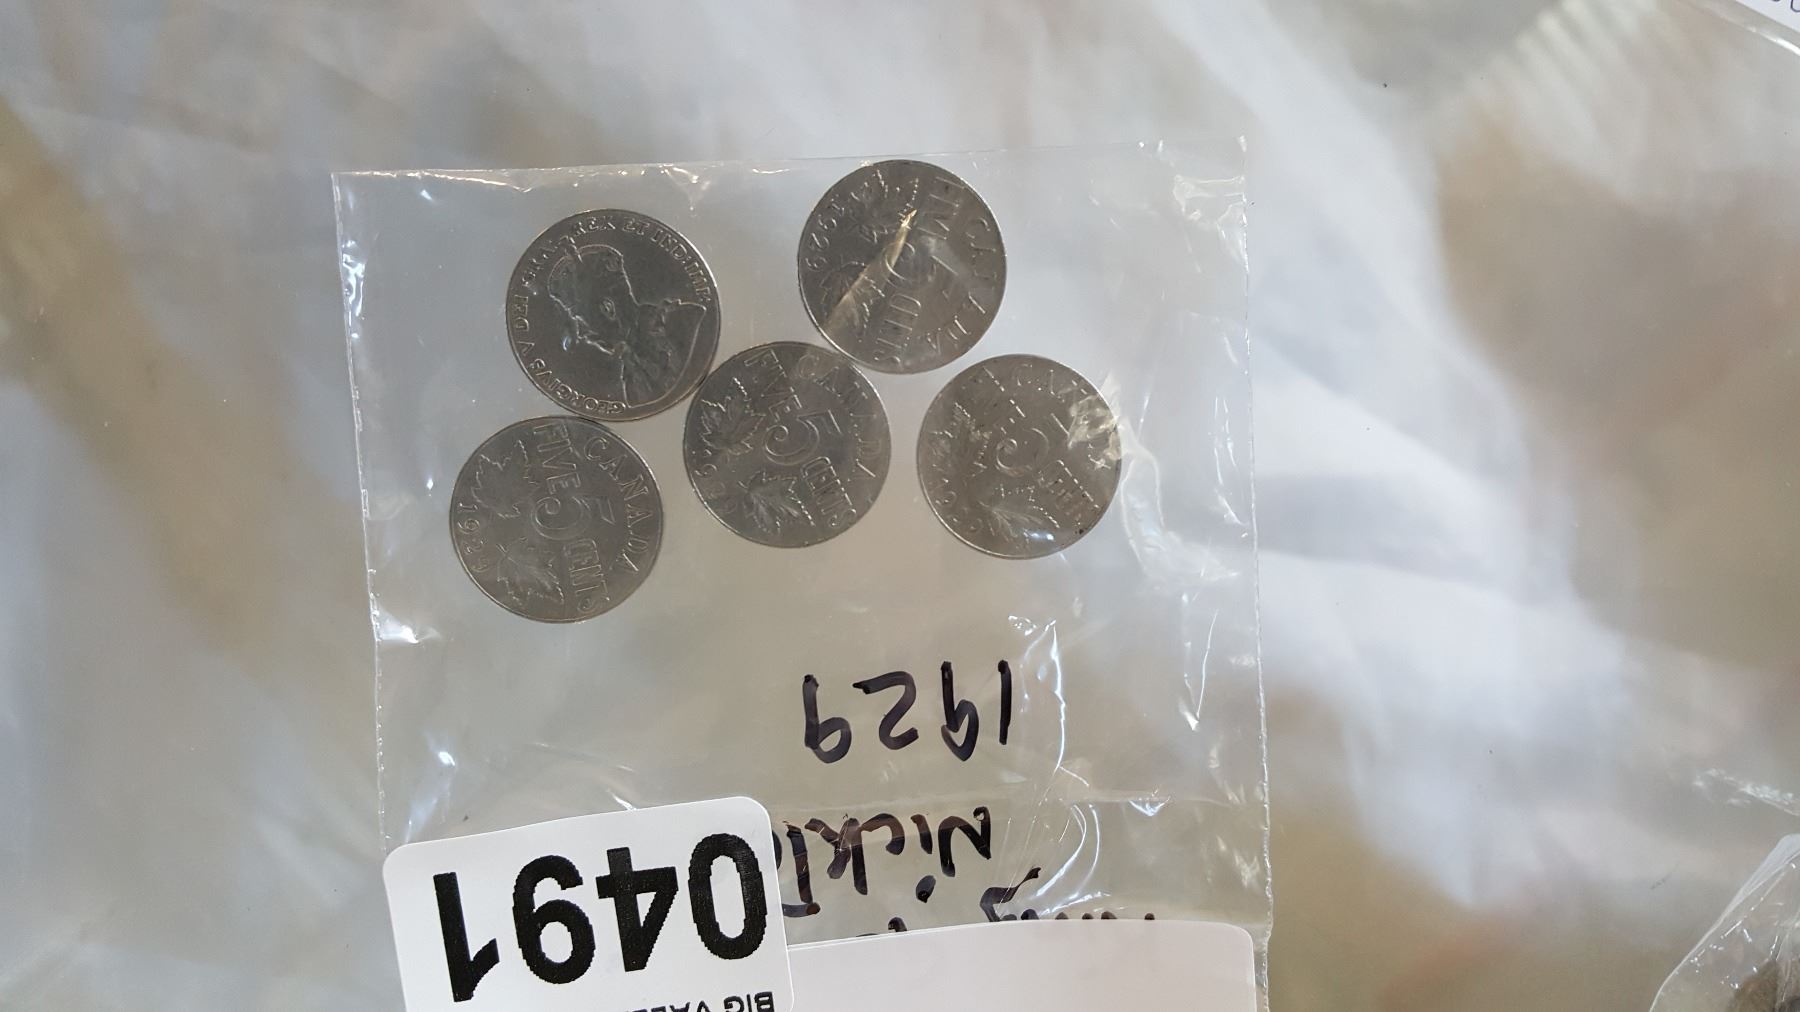 GEORGIVS V DEI GRA: REX ET IND:IMP:
CANADA
FIVE 5 CENTS
1929
CANADA
FIVE 5 CENTS
CANADA
FIVE 5 CENTS
1929
CANADA
5 CENTS
1929
0491
BIG